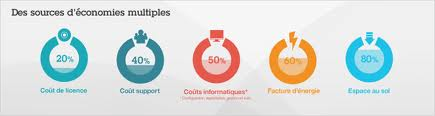 Des sources d'économies multiples
20%
40%
50%
60%
80%
Coût de licence
Coût support
Coûts informatiques*
Facture d'énergie
Espace au sol